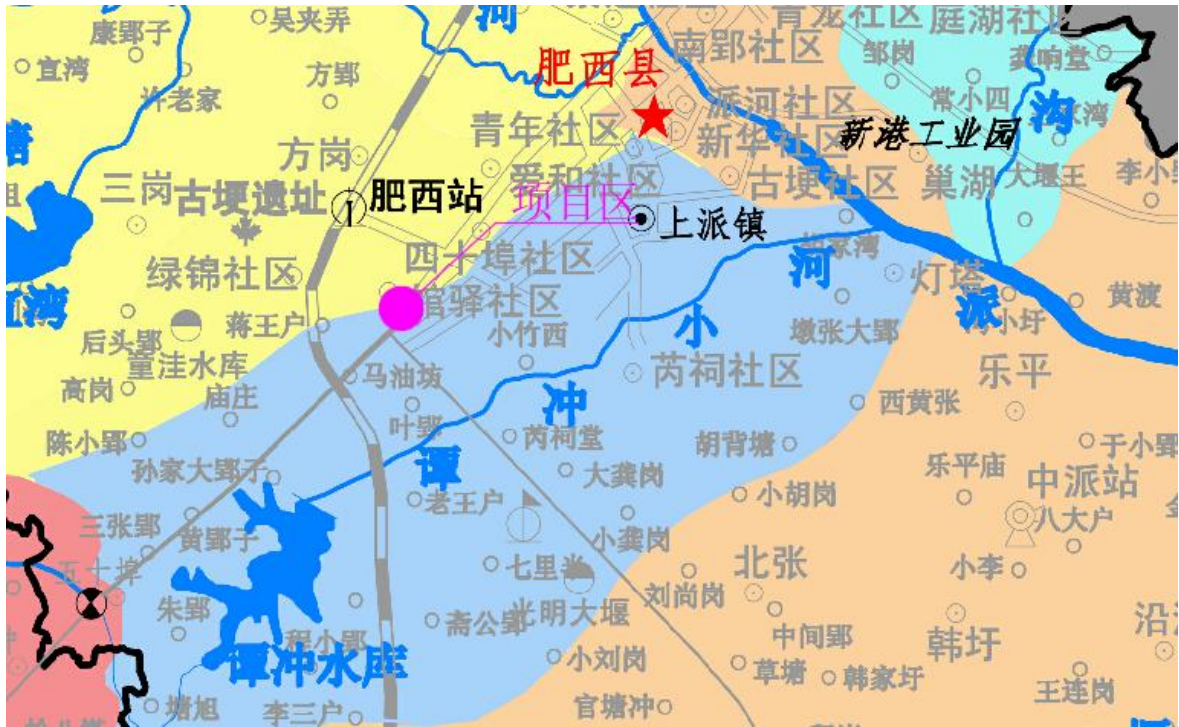 吴夹弄
河
青龙社区
庭湖社区
康郢子
宣湾
方郢
肥西县
南郢社区
邹岗
龚响堂
许老家
派河社区
常小四
沟
青年社区
新华社区
新港工业园
塘
方岗
爱和社区
三岗
古埂社区
巢湖
大堰王
古埂遗址
肥西站
项目区
上派镇
四十埠社区
河
绿锦社区
灯塔
馆驿社区
黄渡
湾
派
小圩
后头郢
蒋王户
小竹西
小
墩张大郢
童洼水库
马油坊
芮祠社区
乐平
高岗
庙庄
冲
西黄张
陈小郢
叶郢
芮祠堂
胡背塘
于小郢
谭
孙家大郢子
大龚岗
乐平庙
中派站
老王户
小胡岗
三张郢
黄郢子
小龚岗
八大户
五十埠
七里半
北张
小李
朱郢
刘尚岗
斋公郢
光明大堰
中间郢
韩圩
程小郢
谭冲水库
小刘岗
草塘
韩家圩
王连岗
塘旭
李三户
官塘冲